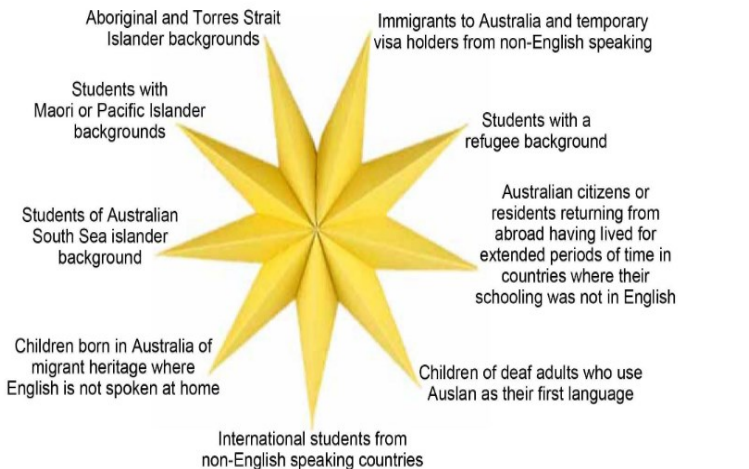 Aboriginal and Torres Strait
Islander backgrounds
Immigrants to Australia and temporary
visa holders from non-English speaking
Students with a
refugee background
Australian citizens or
residents returning from
abroad having lived for
extended periods of time in
countries where their
schooling was not in English
Children of deaf adults who use
Auslan as their first language
International students from
non-English speaking countries
Children born in Australia of
migrant heritage where
English is not spoken at home
Students of Australian
South Sea islander
background
Students with
Maori or Pacific Islander
backgrounds